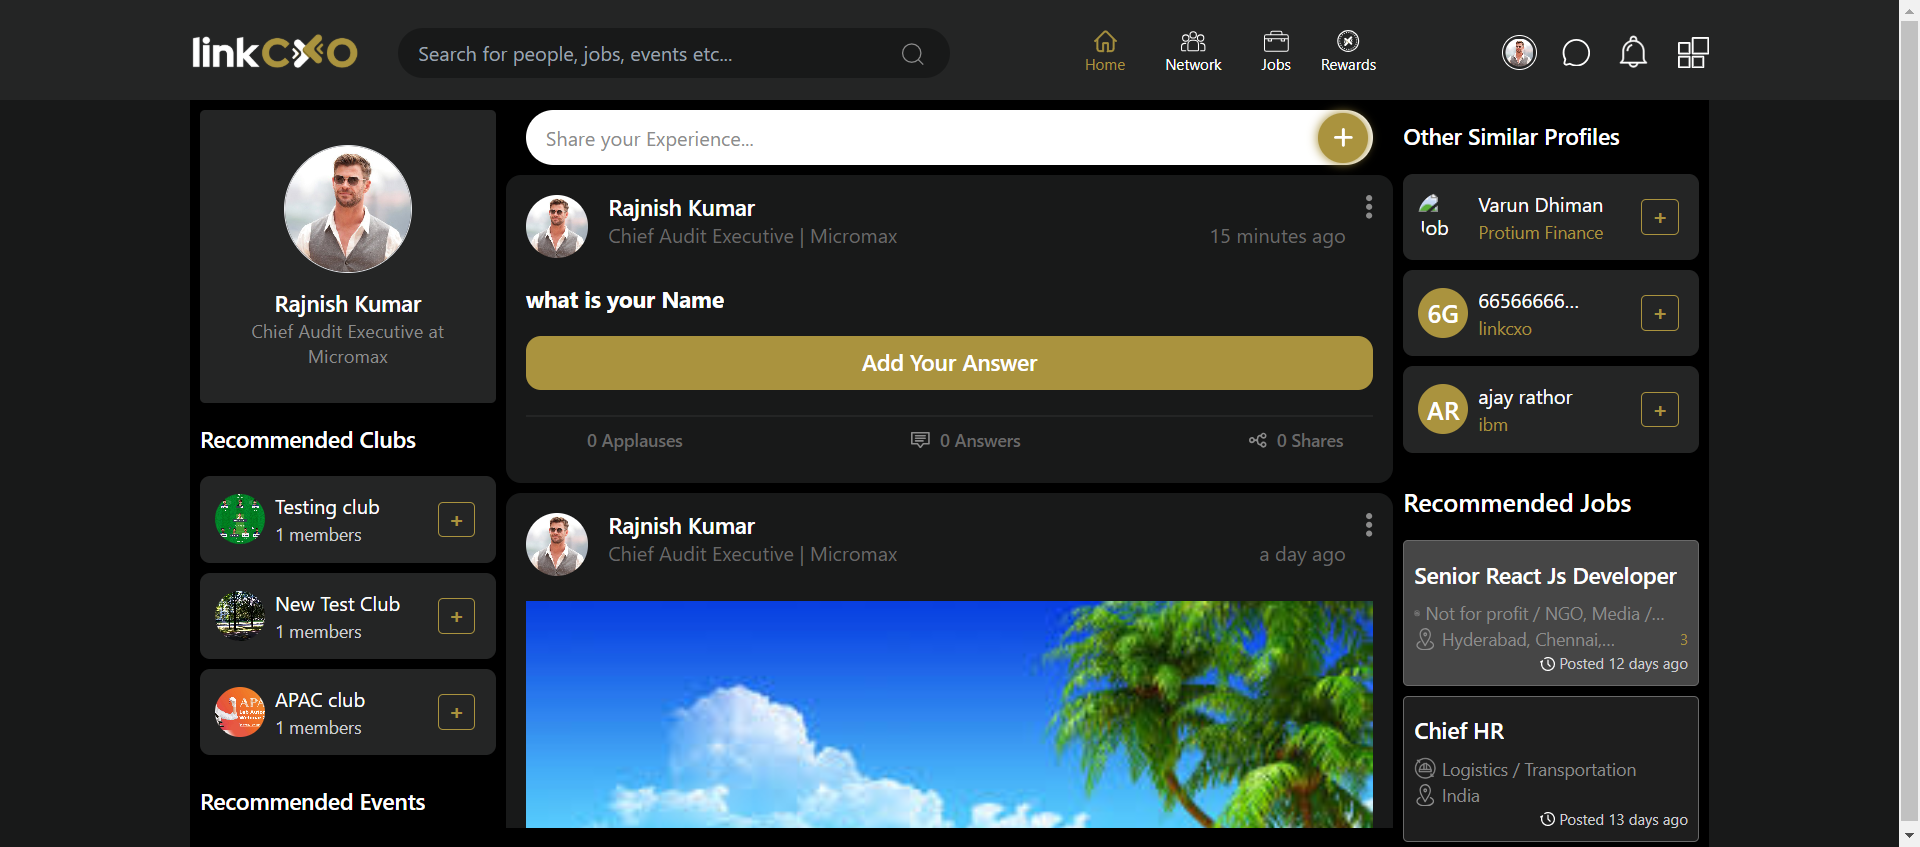 linkcxo
Search for people, jobs, events etc...
Home
Network
Jobs
Rewards
Rajnish Kumar
Chief Audit Executive at
Micromax
Recommended Clubs
Testing club
1 members
+
New Test Club
1 members
+
APAC club
1 members
+
Recommended Events
Share your Experience...
+
Rajnish Kumar
Chief Audit Executive | Micromax
15 minutes ago
what is your Name
Add Your Answer
0 Applauses
0 Answers
0 Shares
Rajnish Kumar
Chief Audit Executive | Micromax
a day ago
Other Similar Profiles
Varun Dhiman
Protium Finance
+
6G
66566666...
linkcxo
+
AR
ajay rathor
ibm
+
Recommended Jobs
Senior React Js Developer
Not for profit / NGO, Media /...
Hyderabad, Chennai,...
3
Posted 12 days ago
Chief HR
Logistics / Transportation
India
Posted 13 days ago